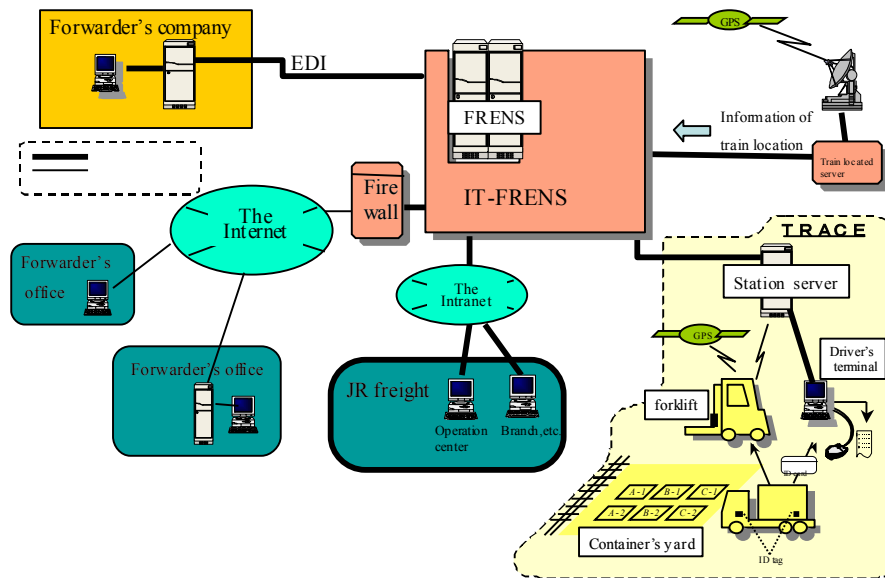 Forwarder's company
EDI
FRENS
IT-FRENS
GPS
Information of
train location
Train located
server
Fire
wall
The
Internet
Forwarder's
office
Forwarder's office
The
Intranet
JR freight
Operation
center
Branch,etc.
TRACE
Station server
GPS
Driver's
terminal
forklift
ID card
A-1 B-1 C-1
A-2 B-2 C-2
Container's yard
ID tag